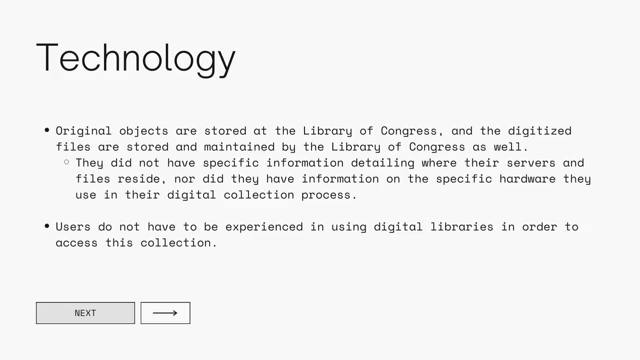 Technology
• Original objects are stored at the Library of Congress, and the digitized
files are stored and maintained by the Library of Congress as well.
○ They did not have specific information detailing where their servers and
files reside, nor did they have information on the specific hardware they
use in their digital collection process.
• Users do not have to be experienced in using digital libraries in order to
access this collection.
NEXT